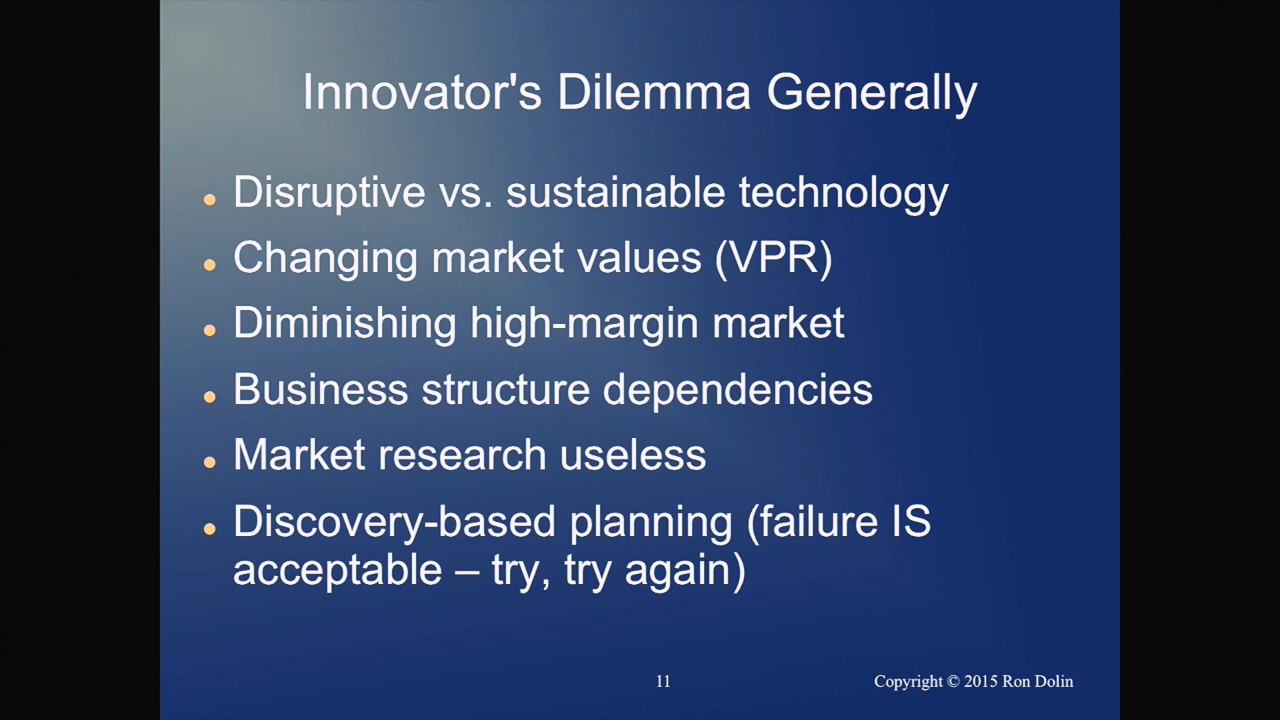 Innovator's Dilemma Generally
Disruptive vs. sustainable technology
Changing market values (VPR)
Diminishing high-margin market
Business structure dependencies
Market research useless
Discovery-based planning (failure IS
acceptable – try, try again)
11
Copyright © 2015 Ron Dolin